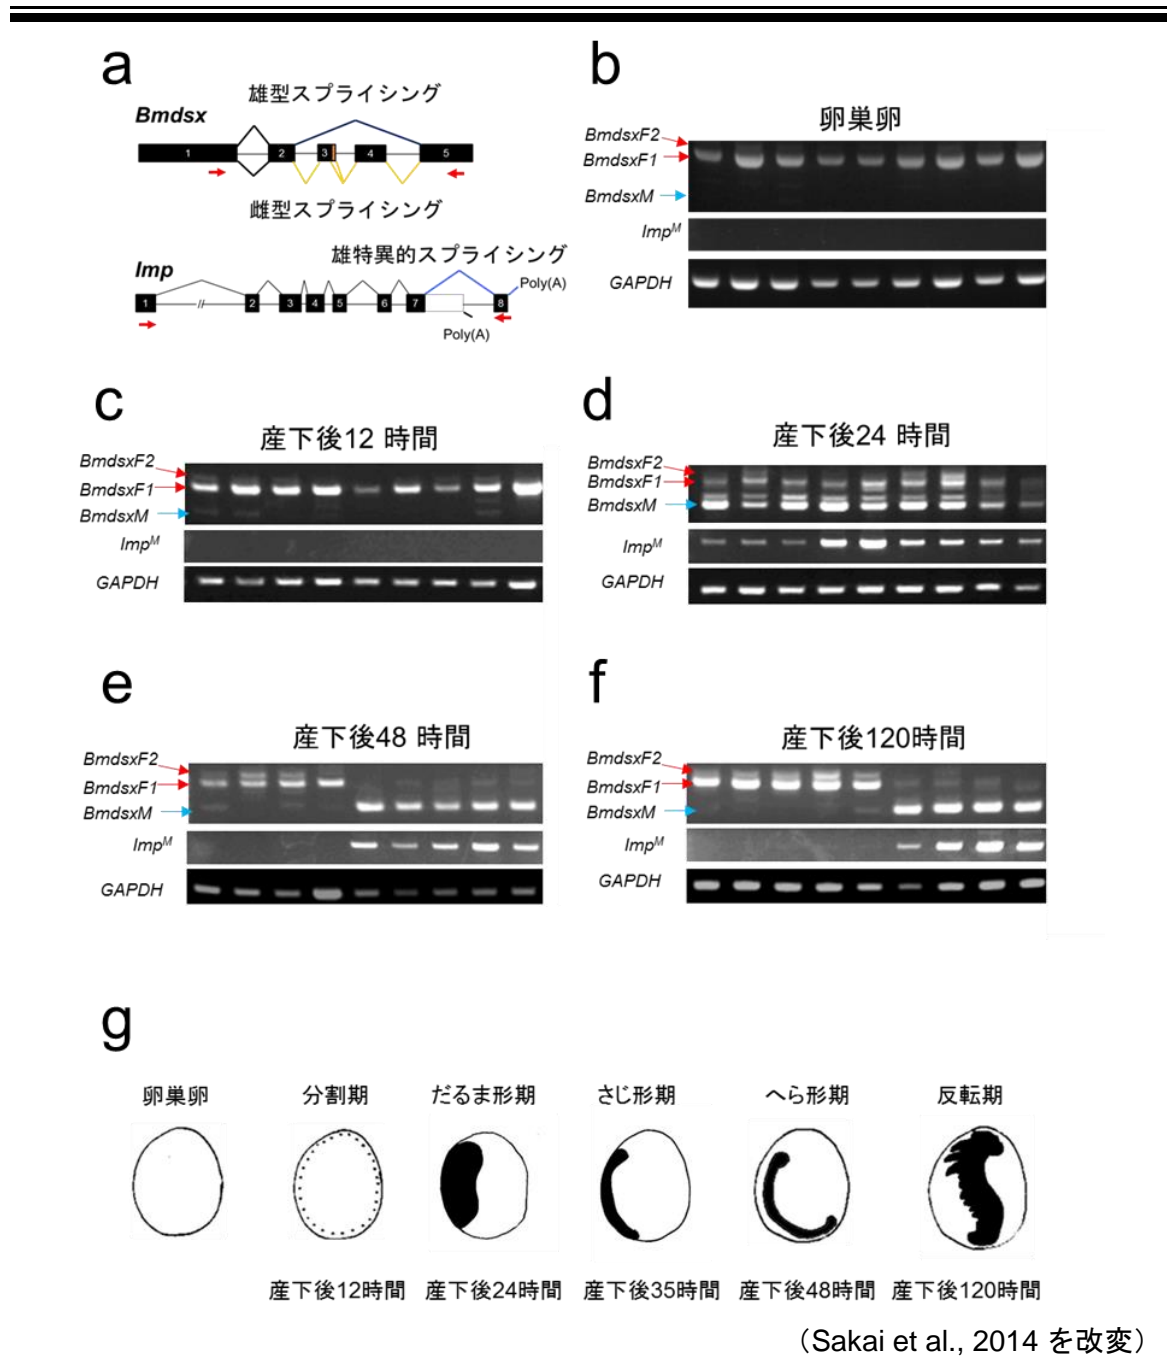 a
雄型スプライシング
Bmdsx
1 2 3 4 5
雌型スプライシング
雄特異的スプライシング
Imp
Poly(A)
1 // 2 3 4 5 6 7 8
Poly(A)
b
卵巣卵
BmdsxF2
BmdsxF1
BmdsxM
Imp^M
GAPDH
c
産下後12 時間
BmdsxF2
BmdsxF1
BmdsxM
Imp^M
GAPDH
d
産下後24 時間
BmdsxF2
BmdsxF1
BmdsxM
Imp^M
GAPDH
e
産下後48 時間
BmdsxF2
BmdsxF1
BmdsxM
Imp^M
GAPDH
f
産下後120時間
BmdsxF2
BmdsxF1
BmdsxM
Imp^M
GAPDH
g
卵巣卵 分割期 だるま形期 さじ形期 へら形期 反転期
産下後12時間 産下後24時間 産下後35時間 産下後48時間 産下後120時間
（Sakai et al., 2014 を改変）